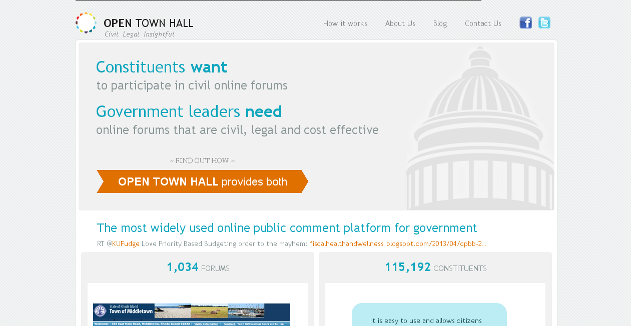 OPEN TOWN HALL
Civil Legal Insightful
How it works About Us Blog Contact Us
Constituents want
to participate in civil online forums
Government leaders need
online forums that are civil, legal and cost effective
– FIND OUT HOW –
OPEN TOWN HALL provides both
The most widely used online public comment platform for government
RT @KUFudge Love Priority Based Budgeting order to the mayhem: fiscalhealthandwellness.blogspot.com/2013/04/opbb-2...
1,034 FORUMS
115,192 CONSTITUENTS
Town of Middletown
it is easy to use and allows citizens